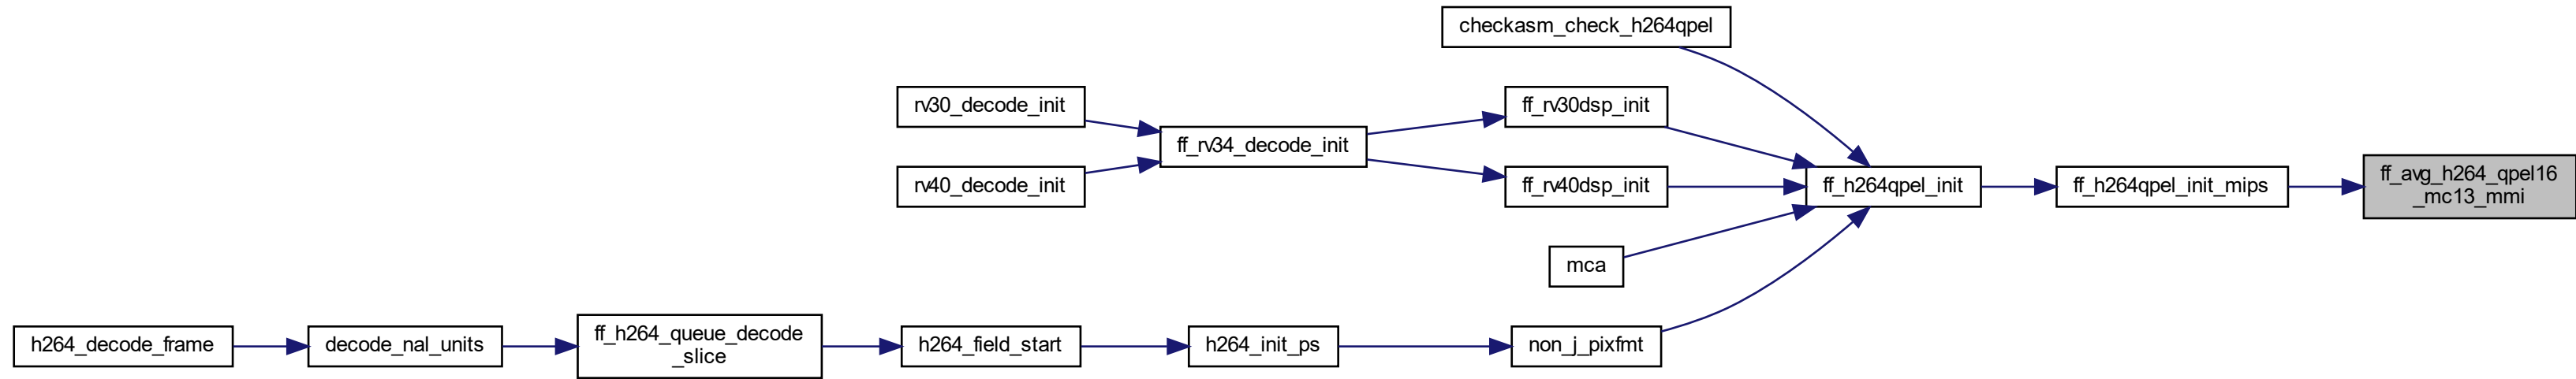 checkasm_check_h264qpel
rv30_decode_init
ff_rv30dsp_init
ff_rv34_decode_init
rv40_decode_init
ff_rv40dsp_init
ff_h264qpel_init
ff_h264qpel_init_mips
ff_avg_h264_qpel16
_mc13_mmi
mca
h264_decode_frame
decode_nal_units
ff_h264_queue_decode
_slice
h264_field_start
h264_init_ps
non_j_pixfmt